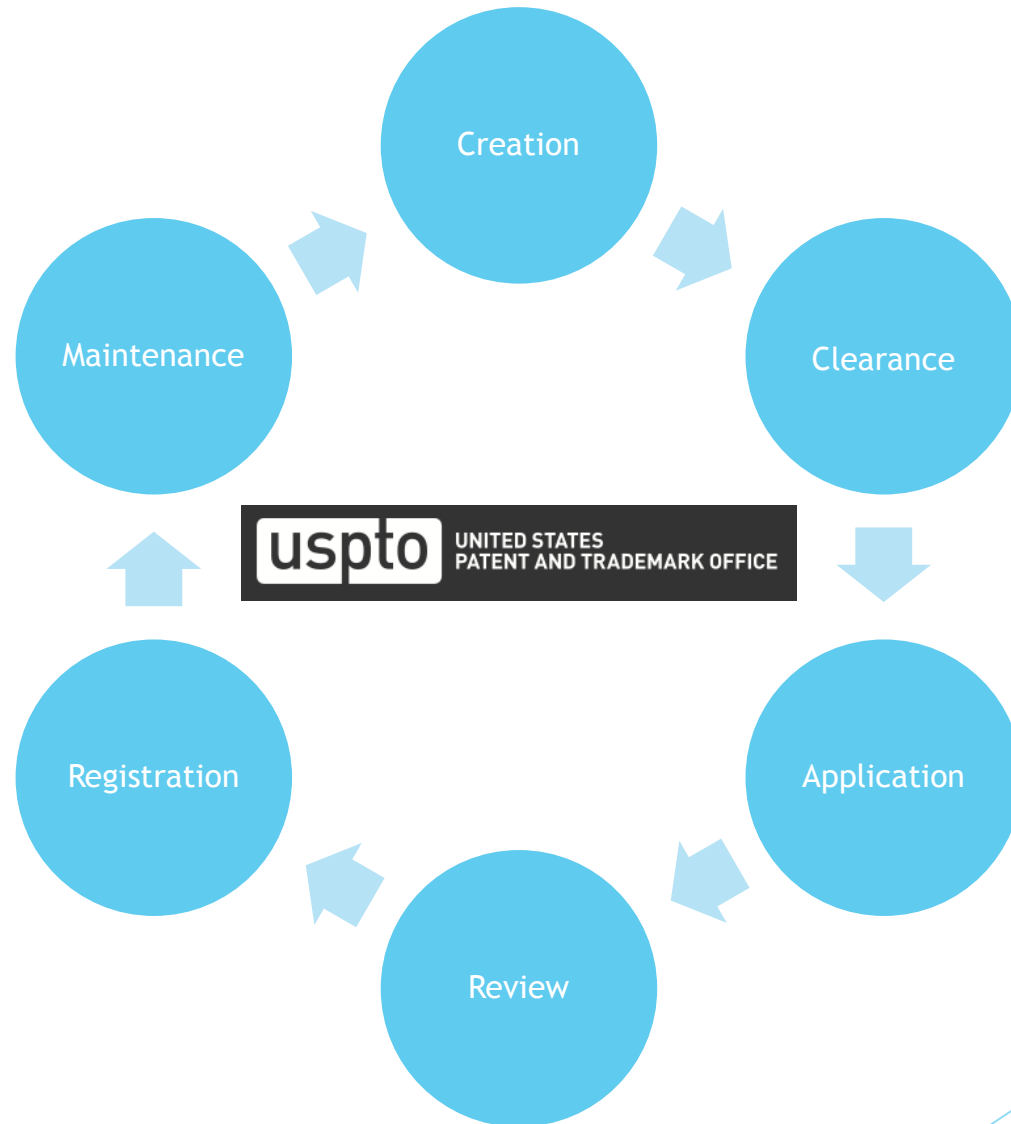 Creation
Clearance
Application
Review
Registration
Maintenance
uspto
UNITED STATES
PATENT AND TRADEMARK OFFICE